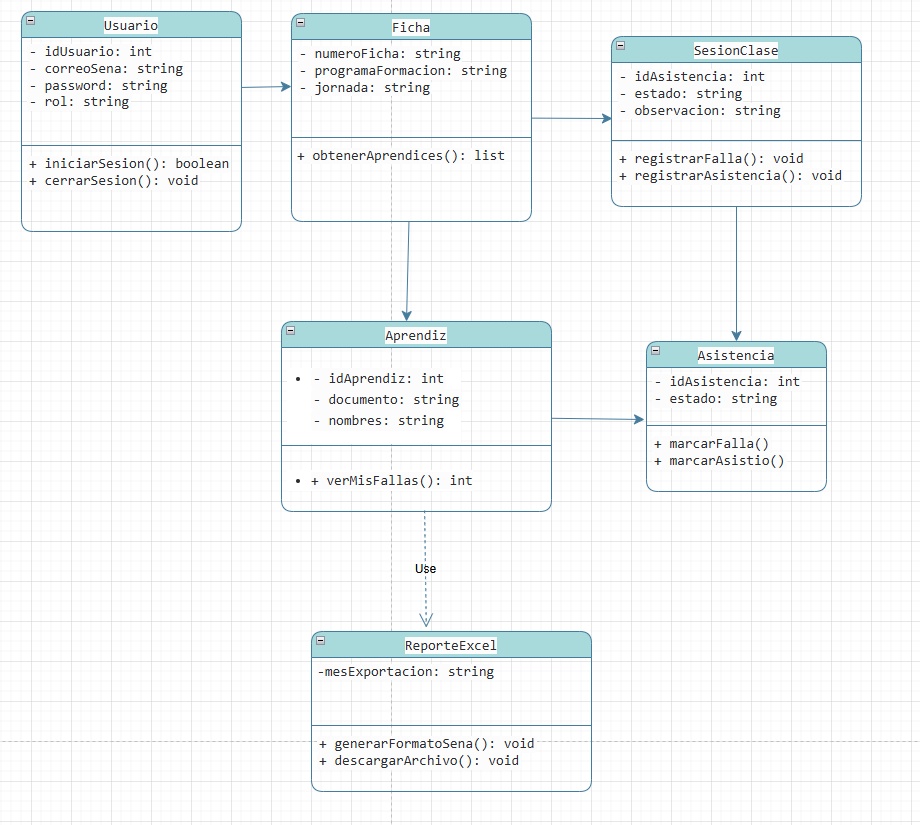 Usuario
- idUsuario: int
- correoSena: string
- password: string
- rol: string
+ iniciarSesion(): boolean
+ cerrarSesion(): void
Ficha
- numeroFicha: string
- programaFormacion: string
- jornada: string
+ obtenerAprendices(): list
SesionClase
- idAsistencia: int
- estado: string
- observacion: string
+ registrarFalla(): void
+ registrarAsistencia(): void
Aprendiz
• - idAprendiz: int
- documento: string
- nombres: string
• + verMisFallas(): int
Asistencia
- idAsistencia: int
- estado: string
+ marcarFalla()
+ marcarAsistio()
Use
ReporteExcel
-mesExportacion: string
+ generarFormatoSena(): void
+ descargarArchivo(): void